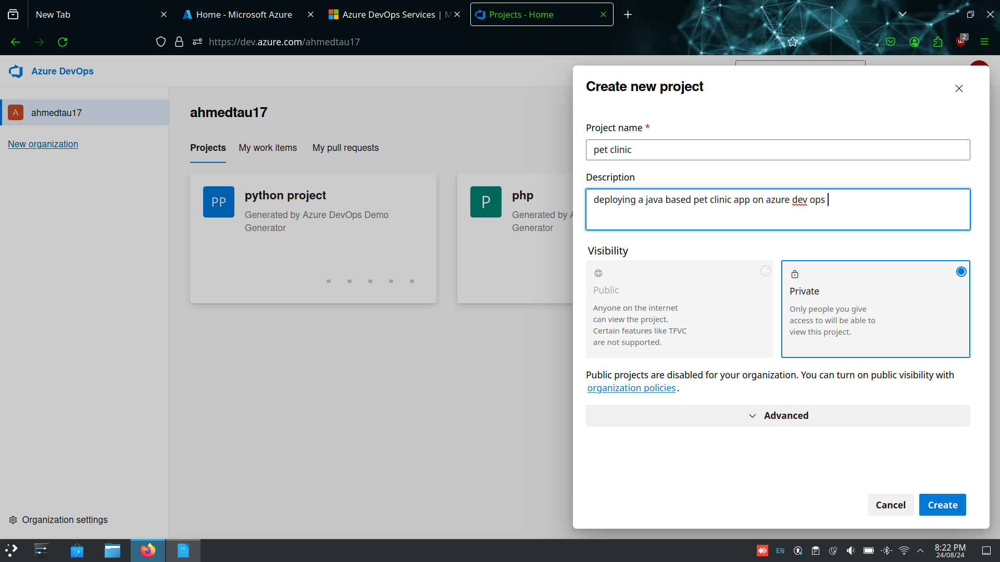 New Tab
Home - Microsoft Azure
Azure DevOps Services |
Projects - Home
https://dev.azure.com/ahmedtau17
2
Azure DevOps
A
ahmedtau17
New organization
ahmedtau17
Projects
My work items
My pull requests
PP
python project
Generated by Azure DevOps Demo
Generator
P
php
Generated by
Generator
Create new project
Project name *
pet clinic
Description
deploying a java based pet clinic app on azure dev ops
Visibility
Public
Anyone on the internet
can view the project.
Certain features like TFVC
are not supported.
Private
Only people you give
access to will be able to
view this project.
Public projects are disabled for your organization. You can turn on public visibility with
organization policies.
Advanced
Cancel
Create
Organization settings
EN
8:22 PM
24/08/24